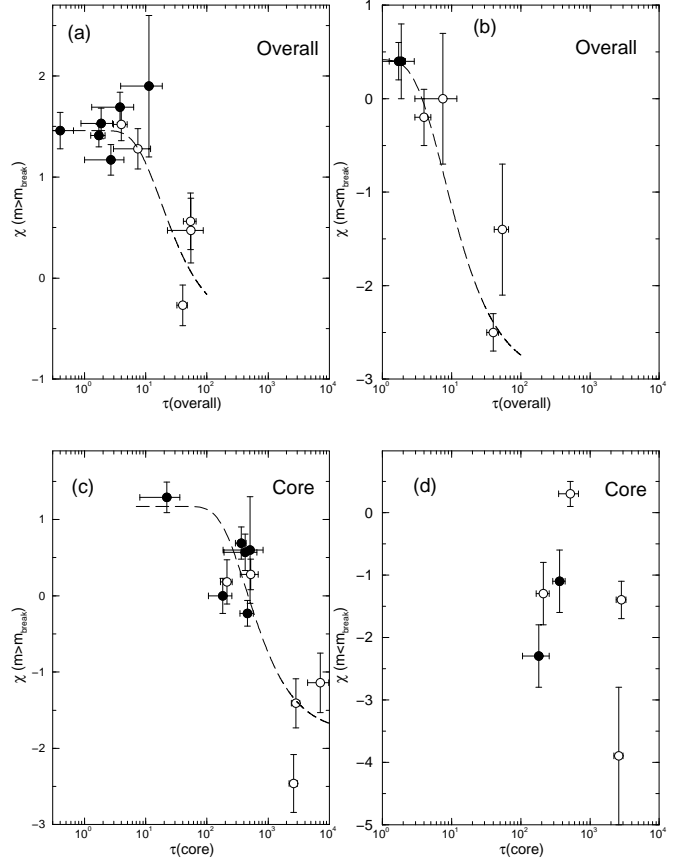 (a)
Overall
2
1
0
−1
χ (m>m_break)
10^0 10^1 10^2 10^3 10^4
τ(overall)
(b)
Overall
1
0
−1
−2
−3
χ (m<m_break)
10^0 10^1 10^2 10^3 10^4
τ(overall)
(c)
Core
2
1
0
−1
−2
−3
χ (m>m_break)
10^0 10^1 10^2 10^3 10^4
τ(core)
(d)
Core
1
0
−1
−2
−3
−4
−5
χ (m<m_break)
10^0 10^1 10^2 10^3 10^4
τ(core)